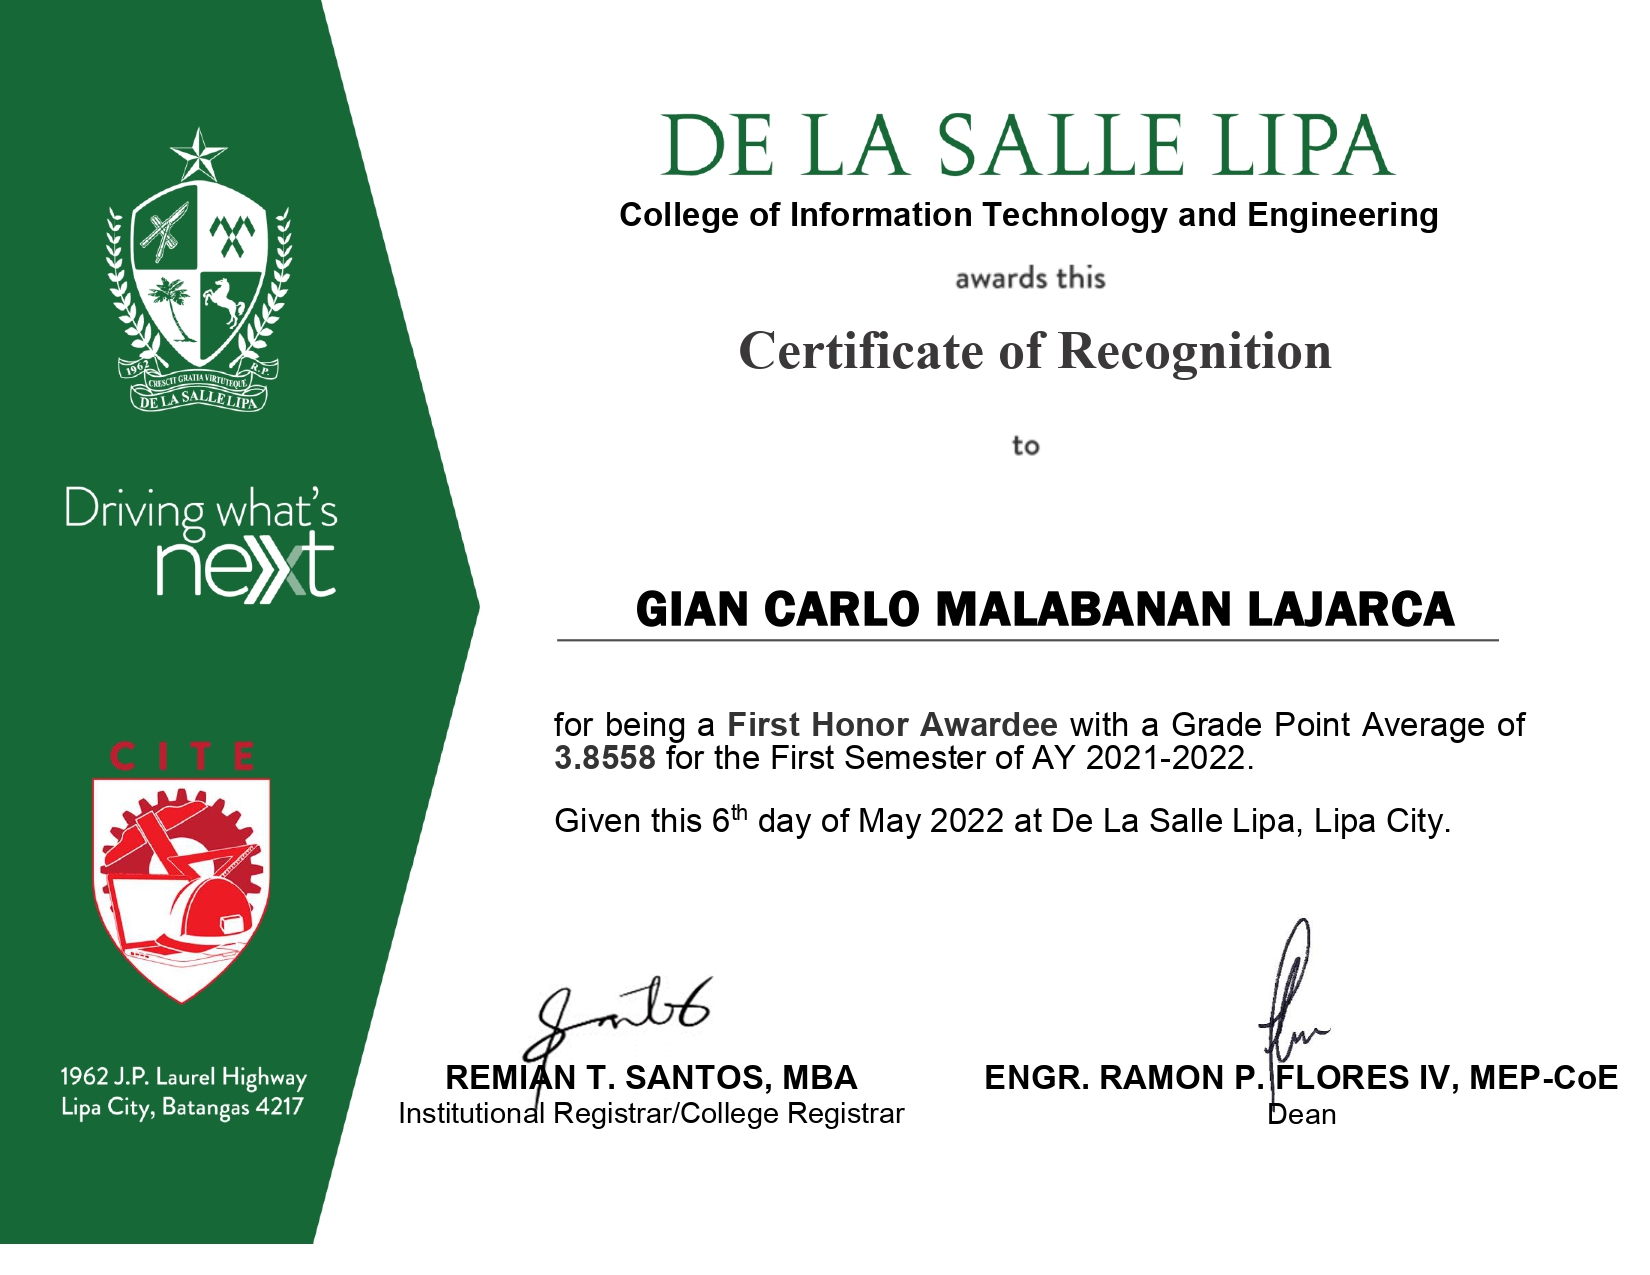 DE LA SALLE LIPA
College of Information Technology and Engineering
awards this
Certificate of Recognition
to
GIAN CARLO MALABANAN LAJARCA
for being a First Honor Awardee with a Grade Point Average of
3.8558 for the First Semester of AY 2021-2022.
Given this 6th day of May 2022 at De La Salle Lipa, Lipa City.
REMIAN T. SANTOS, MBA
Institutional Registrar/College Registrar
ENGR. RAMON P. FLORES IV, MEP-CoE
Dean
1962
R.P.
CRESCIT GRATIA VIRTUTEQUE
DE LA SALLE LIPA
Driving what's
next
CITE
1962 J.P. Laurel Highway
Lipa City, Batangas 4217